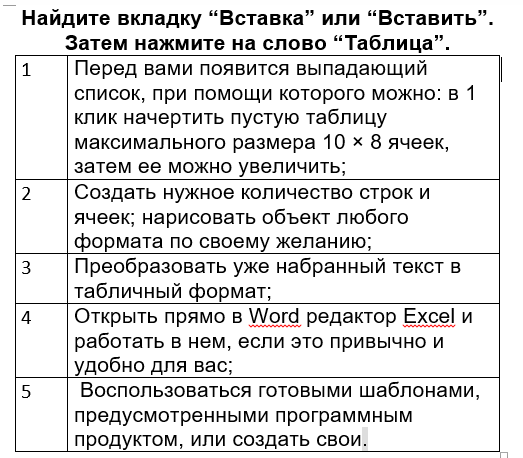 Найдите вкладку “Вставка” или “Вставить”.
Затем нажмите на слово “Таблица”.
1 Перед вами появится выпадающий
список, при помощи которого можно: в 1
клик начертить пустую таблицу
максимального размера 10 × 8 ячеек,
затем ее можно увеличить;
2 Создать нужное количество строк и
ячеек; нарисовать объект любого
формата по своему желанию;
3 Преобразовать уже набранный текст в
табличный формат;
4 Открыть прямо в Word редактор Excel и
работать в нем, если это привычно и
удобно для вас;
5 Воспользоваться готовыми шаблонами,
предусмотренными программным
продуктом, или создать свои.